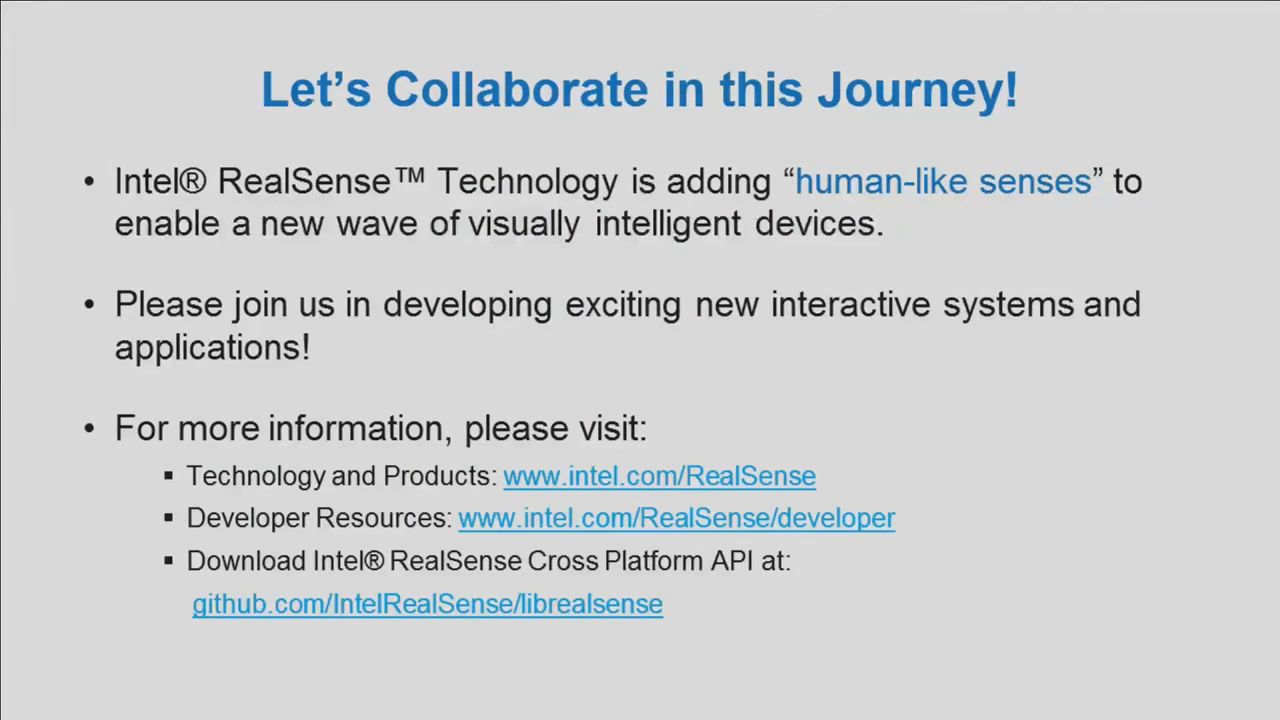 Let’s Collaborate in this Journey!
• Intel® RealSense™ Technology is adding “human-like senses” to
enable a new wave of visually intelligent devices.
• Please join us in developing exciting new interactive systems and
applications!
• For more information, please visit:
▪ Technology and Products: www.intel.com/RealSense
▪ Developer Resources: www.intel.com/RealSense/developer
▪ Download Intel® RealSense Cross Platform API at:
github.com/IntelRealSense/librealsense